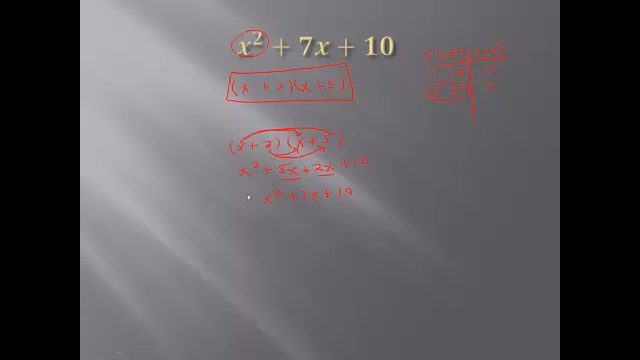 x² + 7x + 10
(x + 2)(x + 5)
(x + 2)(x + 5)
x² + 5x + 2x + 10
x² + 7x + 10